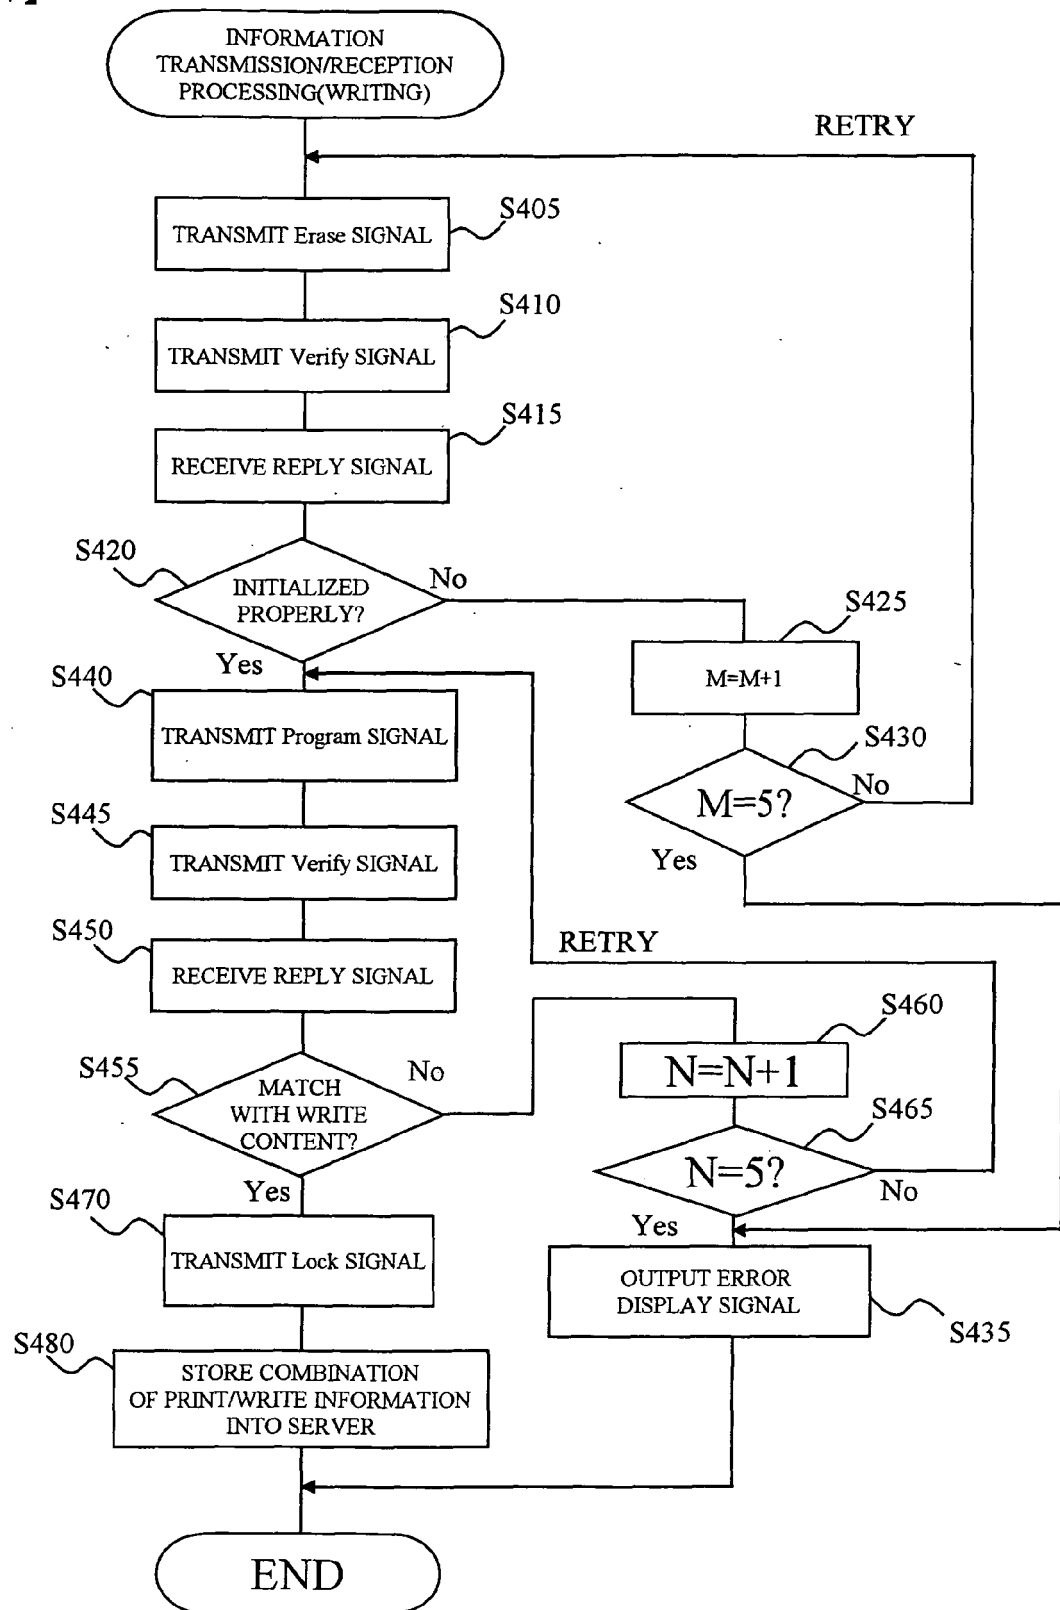 INFORMATION
TRANSMISSION/RECEPTION
PROCESSING(WRITING)
RETRY
S405
TRANSMIT Erase SIGNAL
S410
TRANSMIT Verify SIGNAL
S415
RECEIVE REPLY SIGNAL
S420
INITIALIZED
PROPERLY?
No
Yes
S425
M=M+1
S430
M=5?
No
Yes
S440
TRANSMIT Program SIGNAL
S445
TRANSMIT Verify SIGNAL
S450
RECEIVE REPLY SIGNAL
RETRY
S455
MATCH
WITH WRITE
CONTENT?
No
Yes
S460
N=N+1
S465
N=5?
No
Yes
S470
TRANSMIT Lock SIGNAL
OUTPUT ERROR
DISPLAY SIGNAL
S435
S480
STORE COMBINATION
OF PRINT/WRITE INFORMATION
INTO SERVER
END